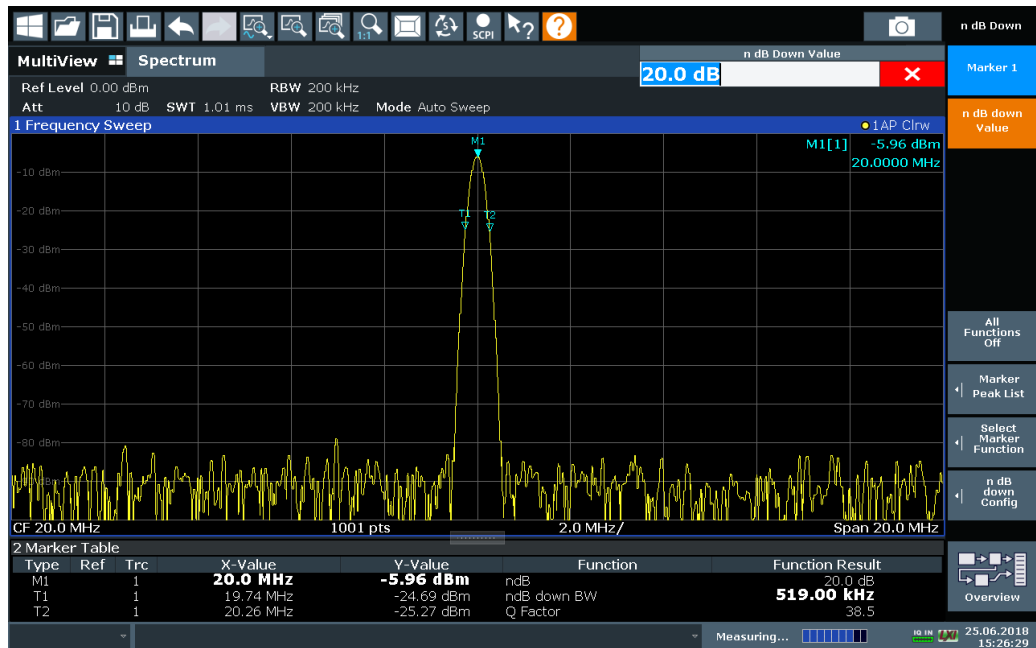 1:1
SCPI
n dB Down
MultiView Spectrum
n dB Down Value
20.0 dB
Marker 1
Ref Level 0.00 dBm RBW 200 kHz
Att 10 dB SWT 1.01 ms VBW 200 kHz Mode Auto Sweep
n dB down
Value
1 Frequency Sweep 1AP Clrw
M1
M1[1] -5.96 dBm
20.0000 MHz
-10 dBm
-20 dBm
T1 T2
-30 dBm
-40 dBm
-50 dBm
-60 dBm
-70 dBm
-80 dBm
All
Functions
Off
Marker
Peak List
Select
Marker
Function
n dB
down
Config
CF 20.0 MHz 1001 pts 2.0 MHz/ Span 20.0 MHz
2 Marker Table
Type Ref Trc X-Value Y-Value Function Function Result
M1 1 20.0 MHz -5.96 dBm ndB 20.0 dB
T1 1 19.74 MHz -24.69 dBm ndB down BW 519.00 kHz
T2 1 20.26 MHz -25.27 dBm Q Factor 38.5
Overview
Measuring... IQ IN LXI 25.06.2018
15:26:29